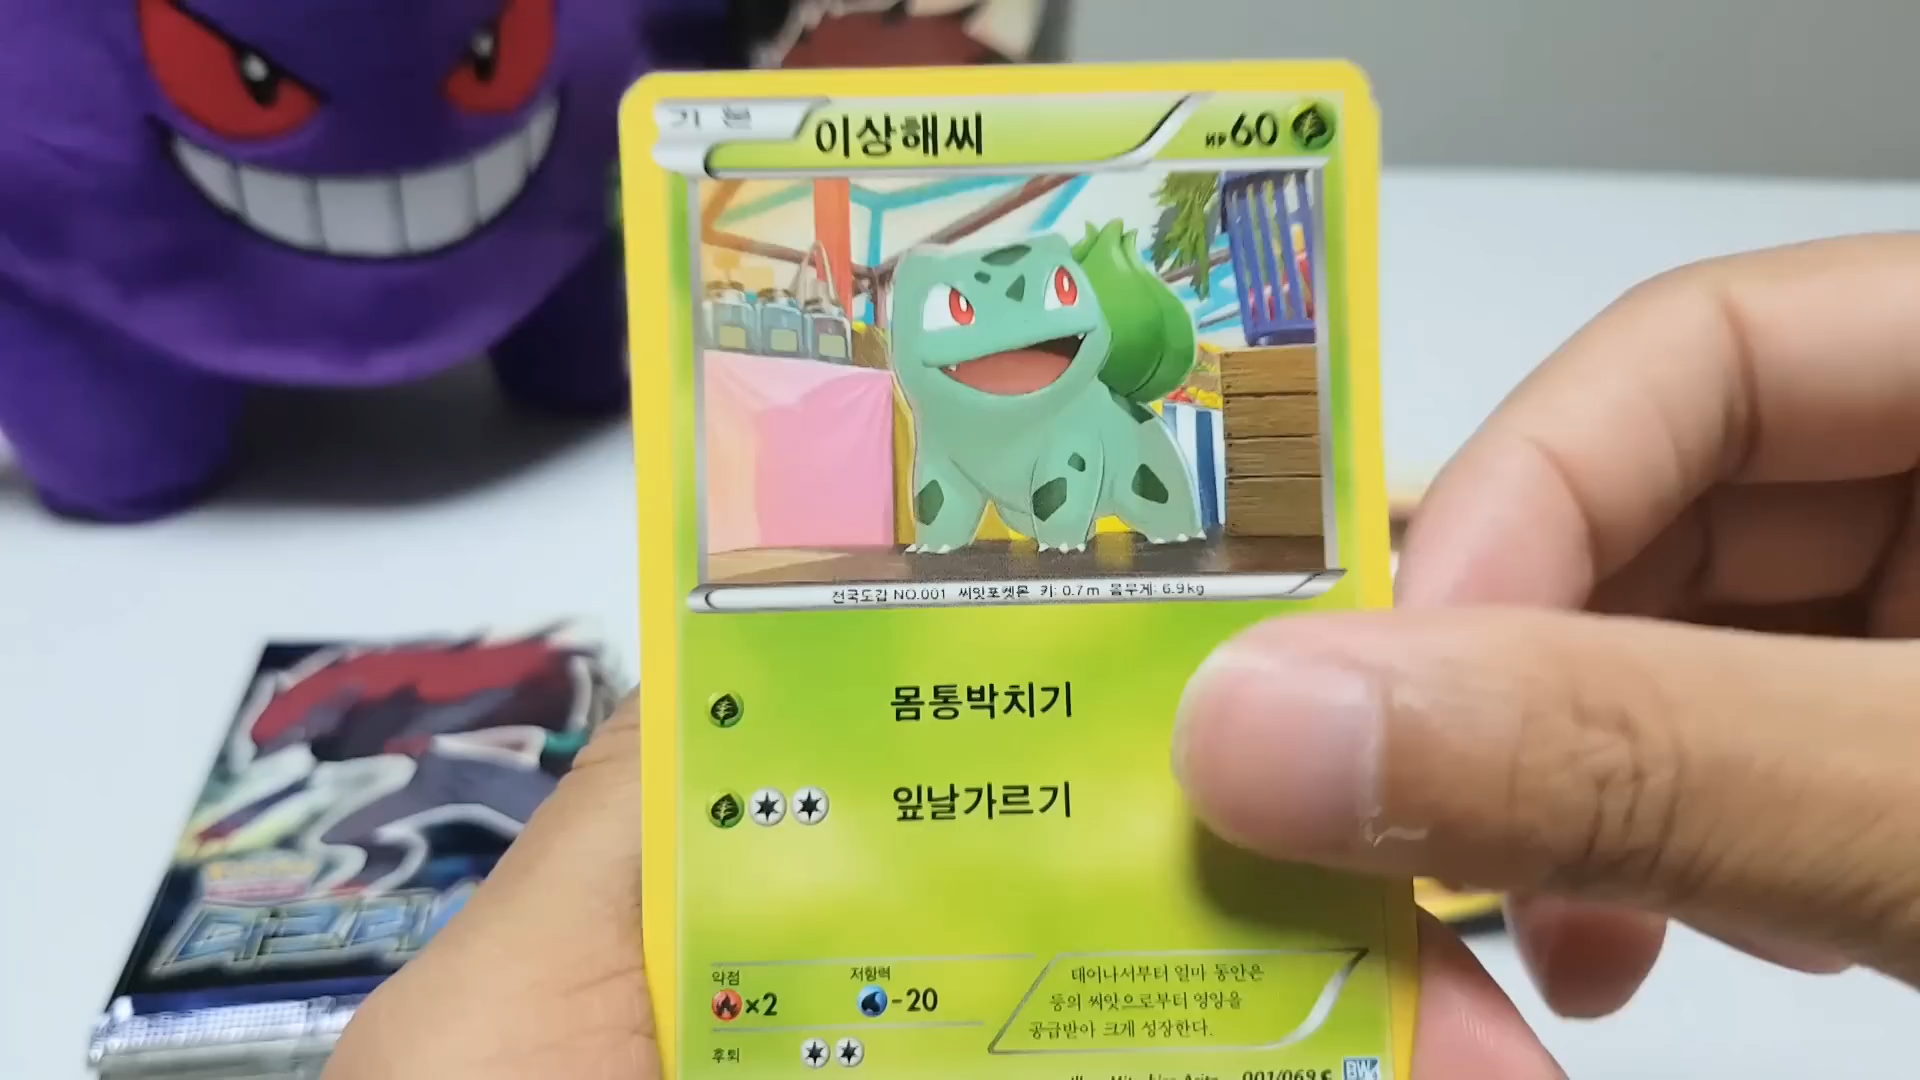 기본
이상해씨
HP60
전국도감 NO.001 씨앗포켓몬 키: 0.7m 몸무게: 6.9kg
몸통박치기
잎날가르기
약점
×2
저항력
-20
후퇴
태어나서부터 얼마 동안은
등의 씨앗으로부터 영양을
공급받아 크게 성장한다.
001/069 C BW